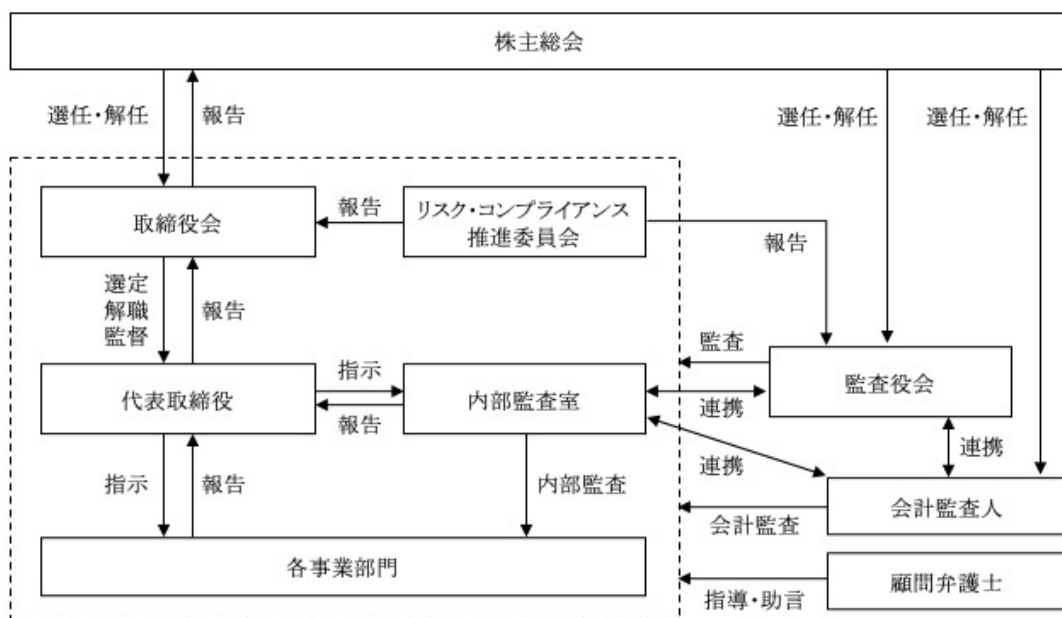 株主総会
選任・解任
報告
選任・解任
選任・解任
取締役会
報告
リスク・コンプライアンス
推進委員会
報告
選定
解職
監督
報告
監査
監査役会
代表取締役
指示
報告
内部監査室
連携
連携
連携
指示
報告
内部監査
会計監査人
会計監査
各事業部門
顧問弁護士
指導・助言